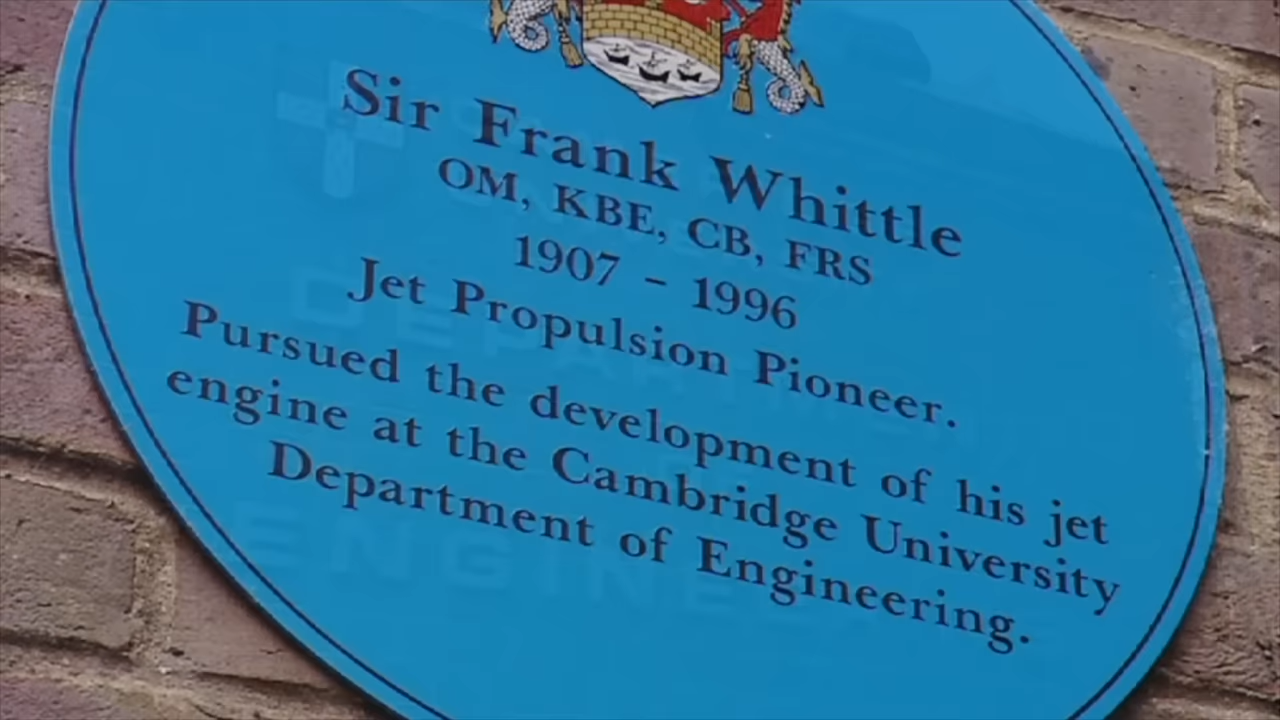 Sir Frank Whittle
OM, KBE, CB, FRS
1907 - 1996
Jet Propulsion Pioneer.
Pursued the development of his jet
engine at the Cambridge University
Department of Engineering.